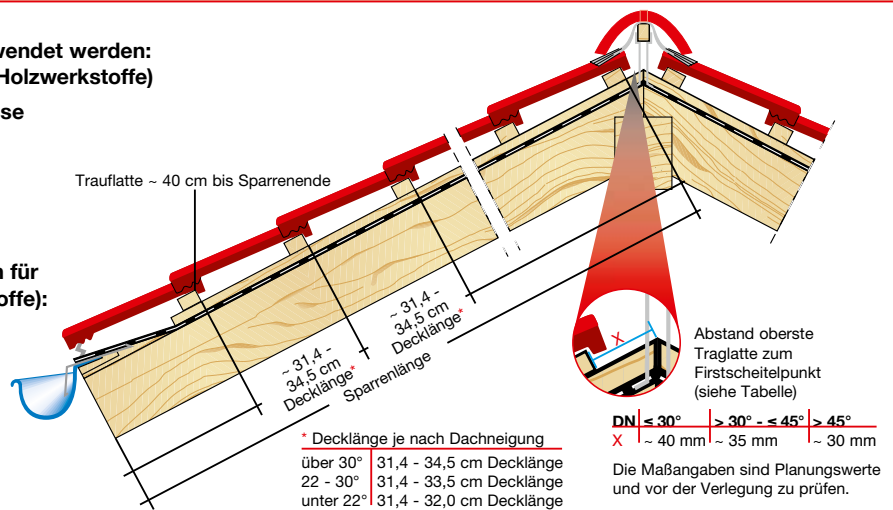 wendet werden:
Holzwerkstoffe)
se
Trauflatte ~ 40 cm bis Sparrenende
n für
offe):
~ 31,4 -
34,5 cm
Decklänge*
~ 31,4 -
34,5 cm
Decklänge*
Sparrenlänge
X
Abstand oberste
Traglatte zum
Firstscheitelpunkt
(siehe Tabelle)
DN ≤ 30° > 30° - ≤ 45° > 45°
X ~ 40 mm ~ 35 mm ~ 30 mm
Die Maßangaben sind Planungswerte
und vor der Verlegung zu prüfen.
* Decklänge je nach Dachneigung
über 30° 31,4 - 34,5 cm Decklänge
22 - 30° 31,4 - 33,5 cm Decklänge
unter 22° 31,4 - 32,0 cm Decklänge